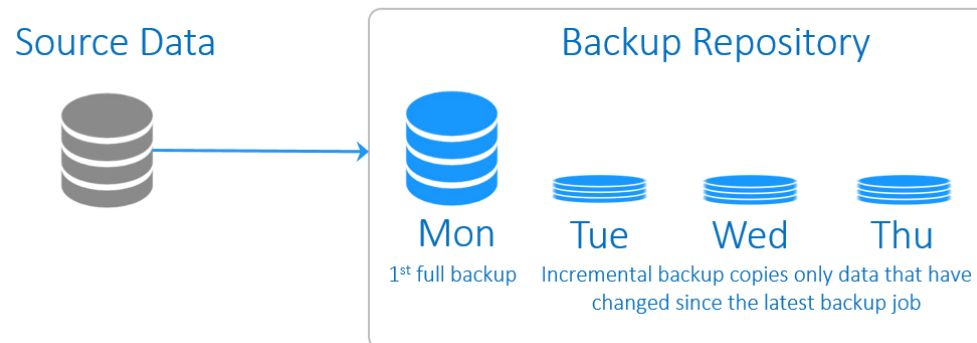 Source Data
Backup Repository
Mon
Tue
Wed
Thu
1st full backup
Incremental backup copies only data that have
changed since the latest backup job